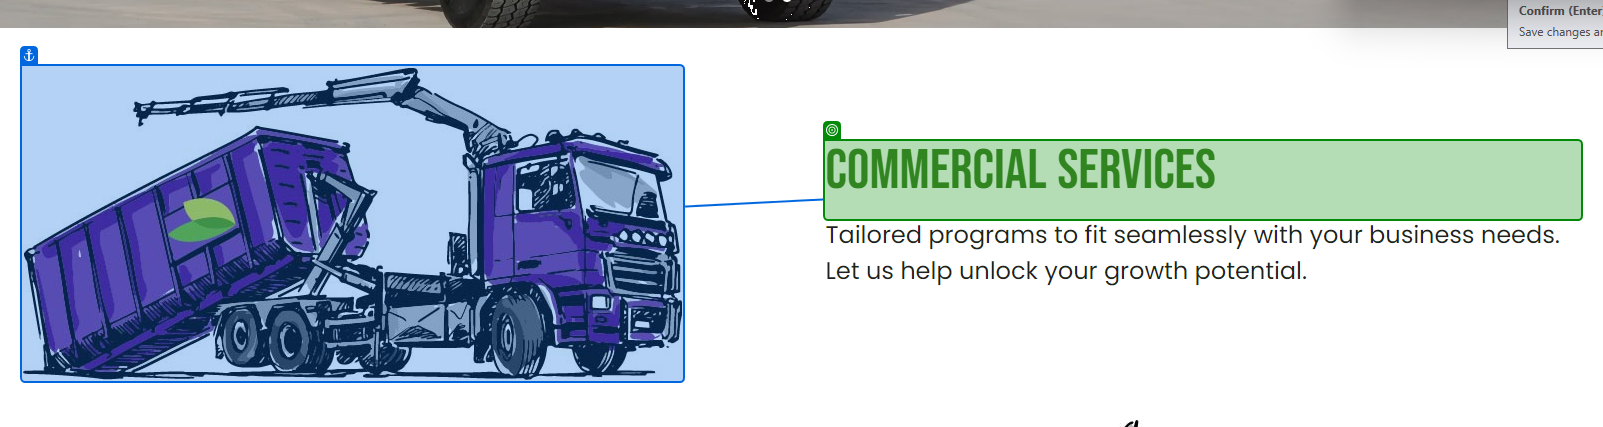 Confirm (Enter,
Save changes an
COMMERCIAL SERVICES
Tailored programs to fit seamlessly with your business needs.
Let us help unlock your growth potential.